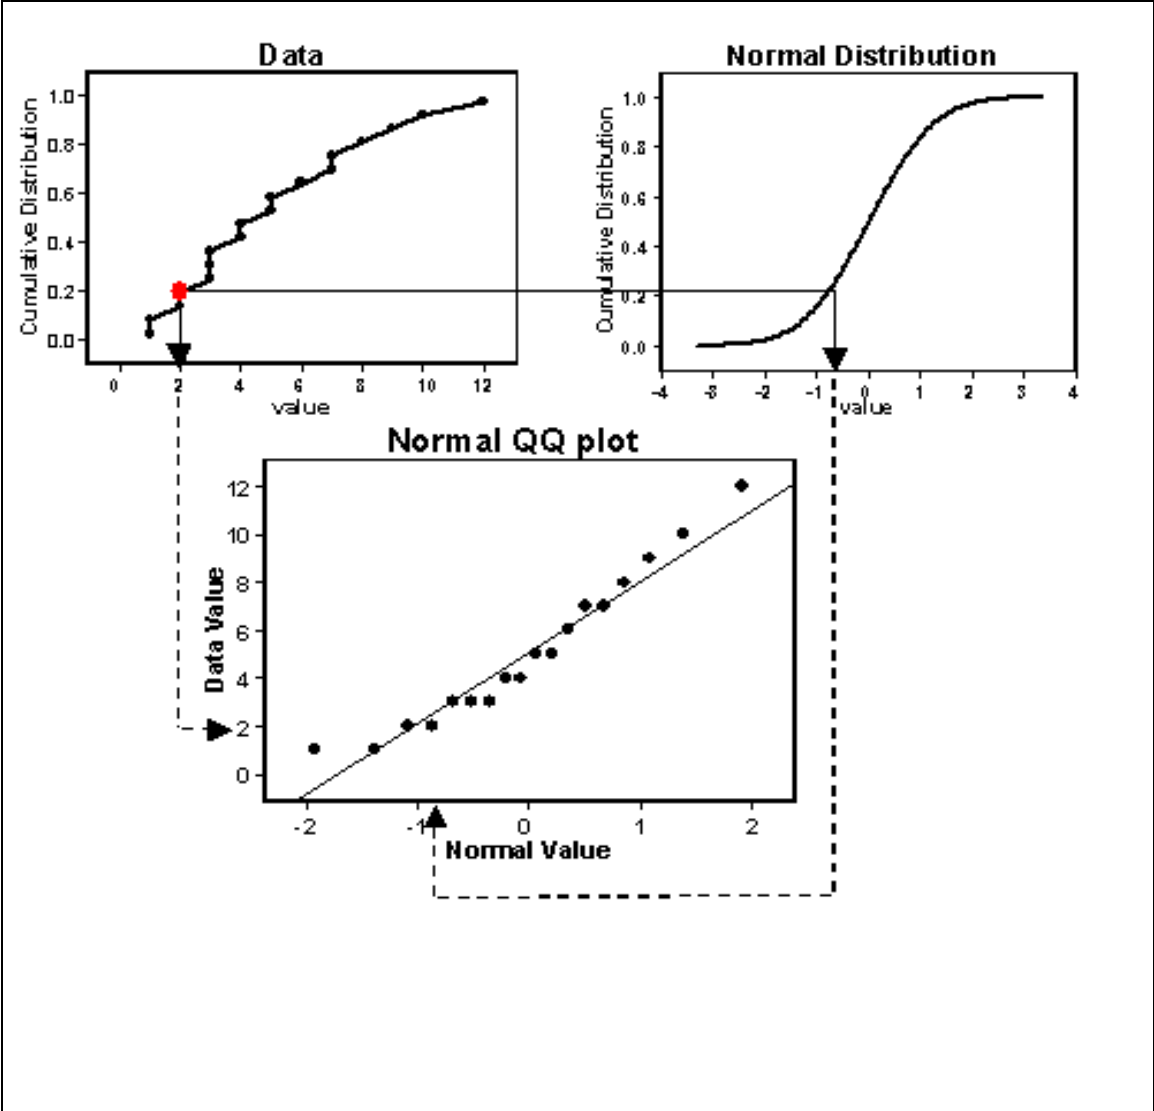 Data
Normal Distribution
Cumulative Distribution
1.0
0.8
0.6
0.4
0.2
0.0
0 2 4 6 8 10 12
value
Cumulative Distribution
1.0
0.8
0.6
0.4
0.2
0.0
-4 -3 -2 -1 0 1 2 3 4
value
Normal QQ plot
Data Value
12
10
8
6
4
2
0
-2 -1 0 1 2
Normal Value